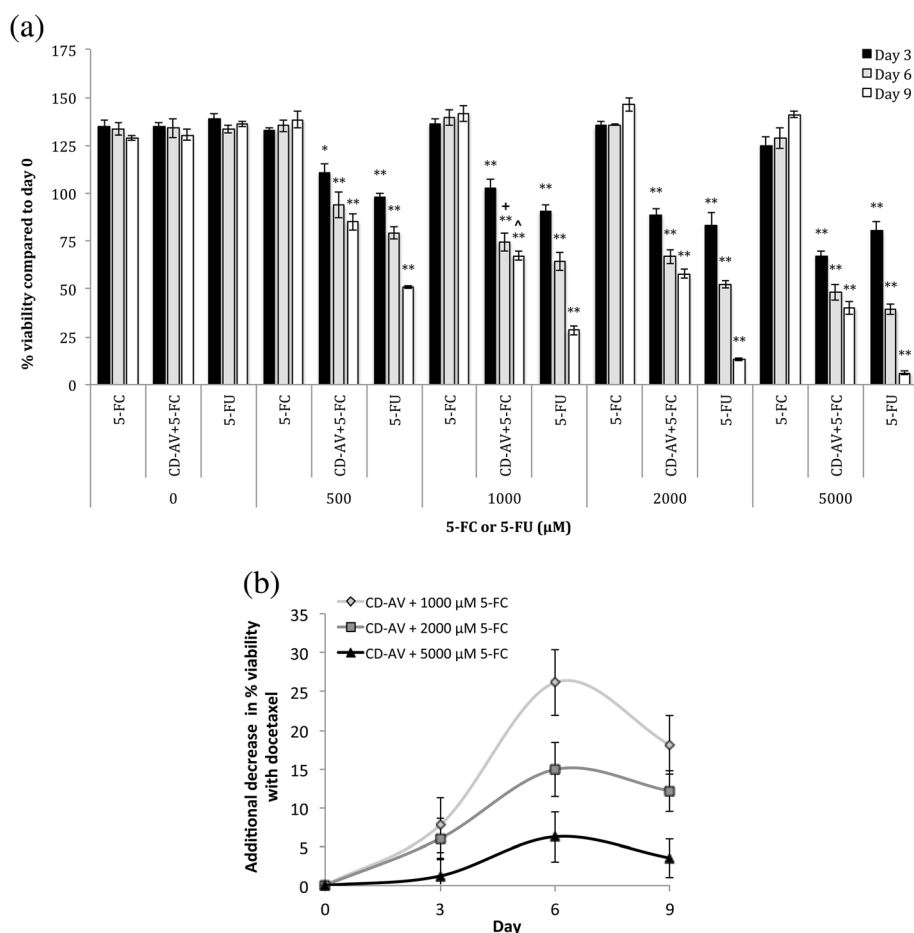 (a)
% viability compared to day 0
175
150
125
100
75
50
25
0
Day 3
Day 6
Day 9
* ** ** ** ** **
** + ** ^ ** ** ** **
** ** ** ** ** **
** ** ** ** ** **
5-FC CD-AV+5-FC 5-FU 5-FC CD-AV+5-FC 5-FU 5-FC CD-AV+5-FC 5-FU 5-FC CD-AV+5-FC 5-FU 5-FC CD-AV+5-FC 5-FU
0 500 1000 2000 5000
5-FC or 5-FU (μM)
(b)
CD-AV + 1000 μM 5-FC
CD-AV + 2000 μM 5-FC
CD-AV + 5000 μM 5-FC
Additional decrease in % viability
with docetaxel
35
30
25
20
15
10
5
0
0 3 6 9
Day